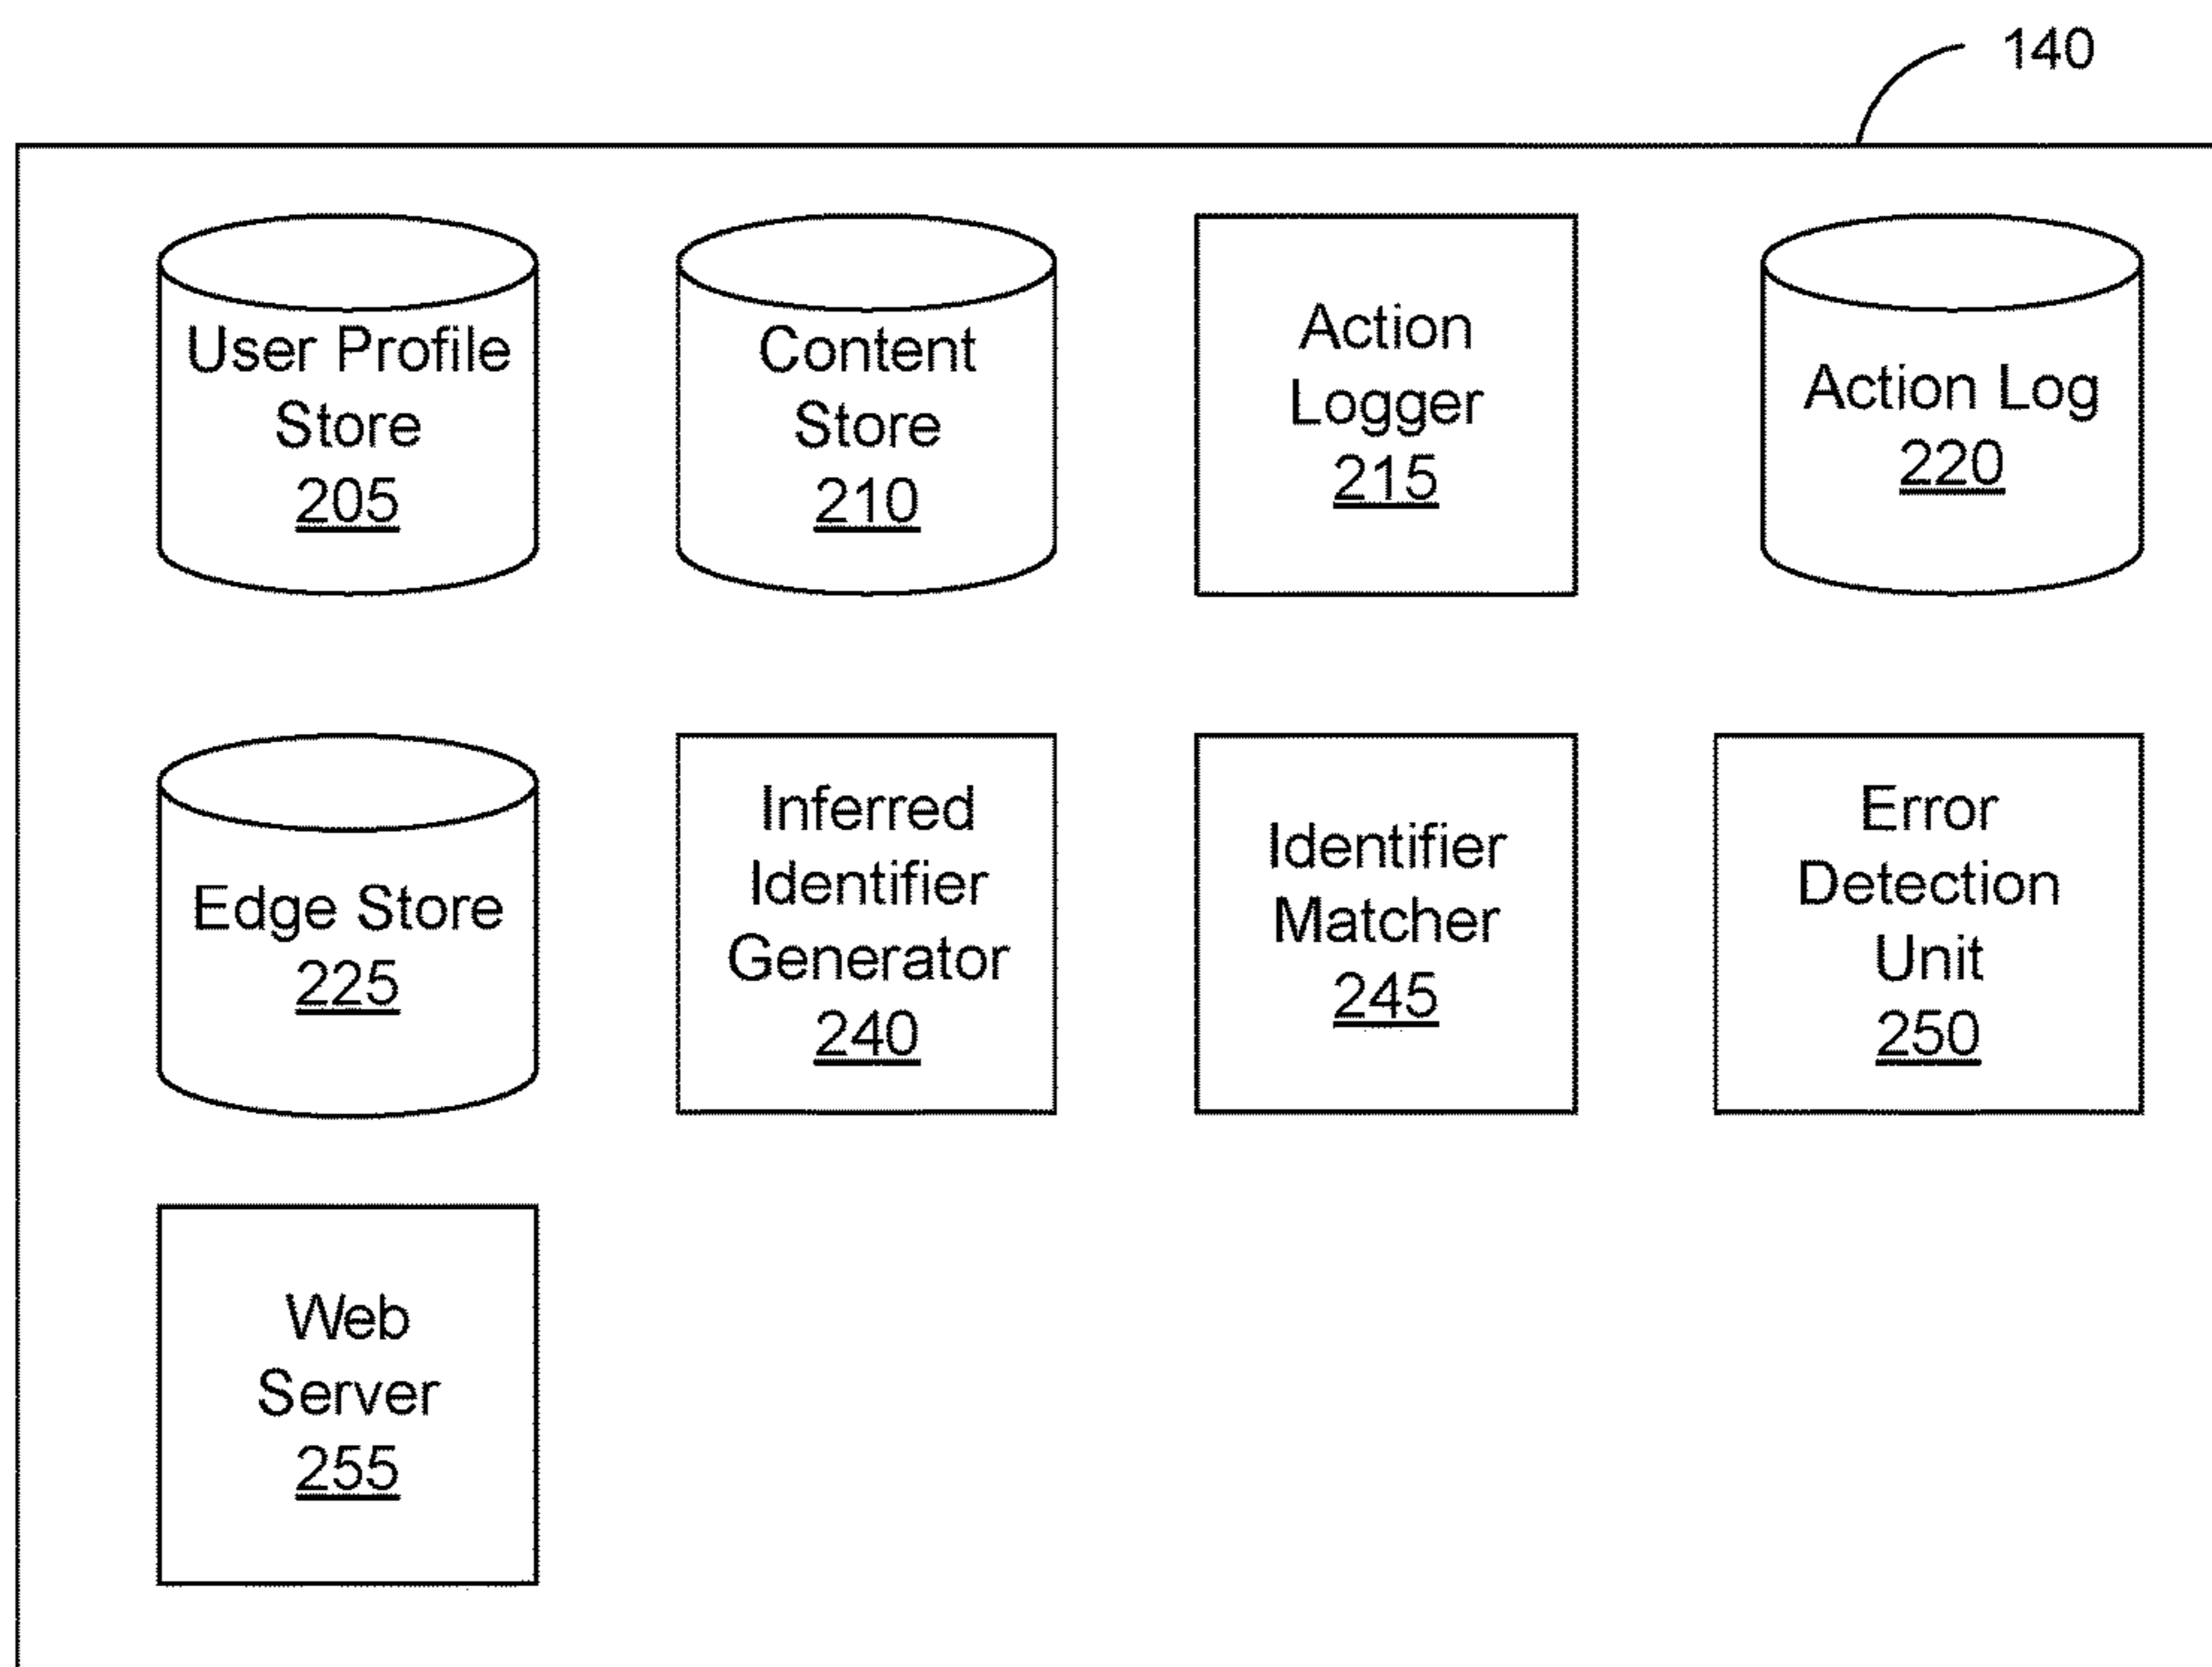 140
User Profile
Store
205
Content
Store
210
Action
Logger
215
Action Log
220
Edge Store
225
Inferred
Identifier
Generator
240
Identifier
Matcher
245
Error
Detection
Unit
250
Web
Server
255